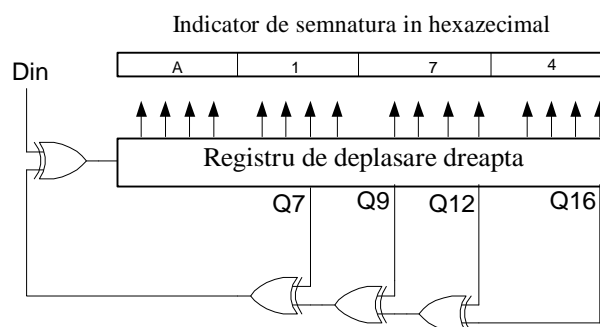 Indicator de semnatura in hexazecimal
A 1 7 4
Din
Registru de deplasare dreapta
Q7 Q9 Q12 Q16